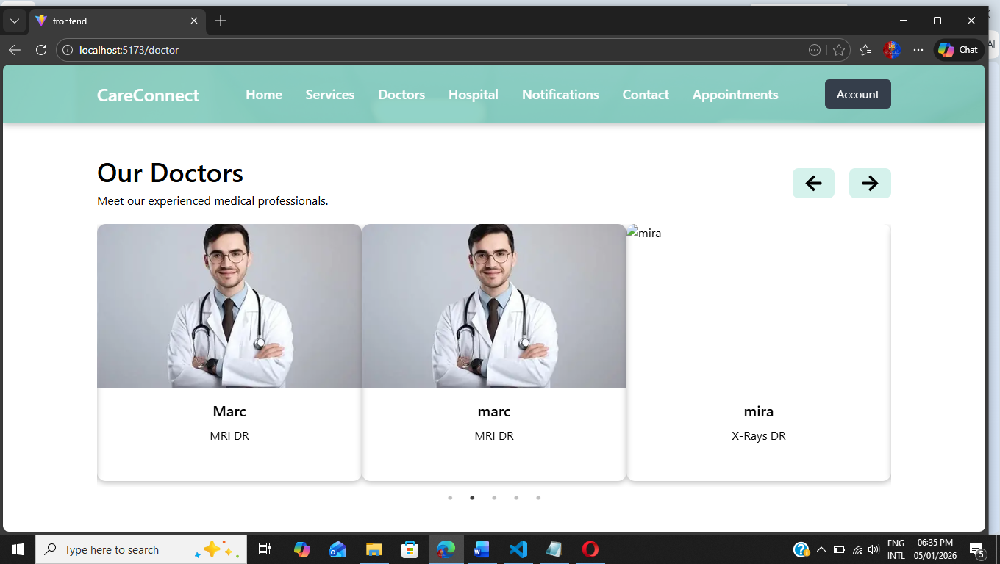 frontend
localhost:5173/doctor
Chat
AI
CareConnect
Home Services Doctors Hospital Notifications Contact Appointments
Account
Our Doctors
Meet our experienced medical professionals.
mira
Marc
MRI DR
marc
MRI DR
mira
X-Rays DR
Type here to search
ENG
INTL
06:35 PM
05/01/2026
5